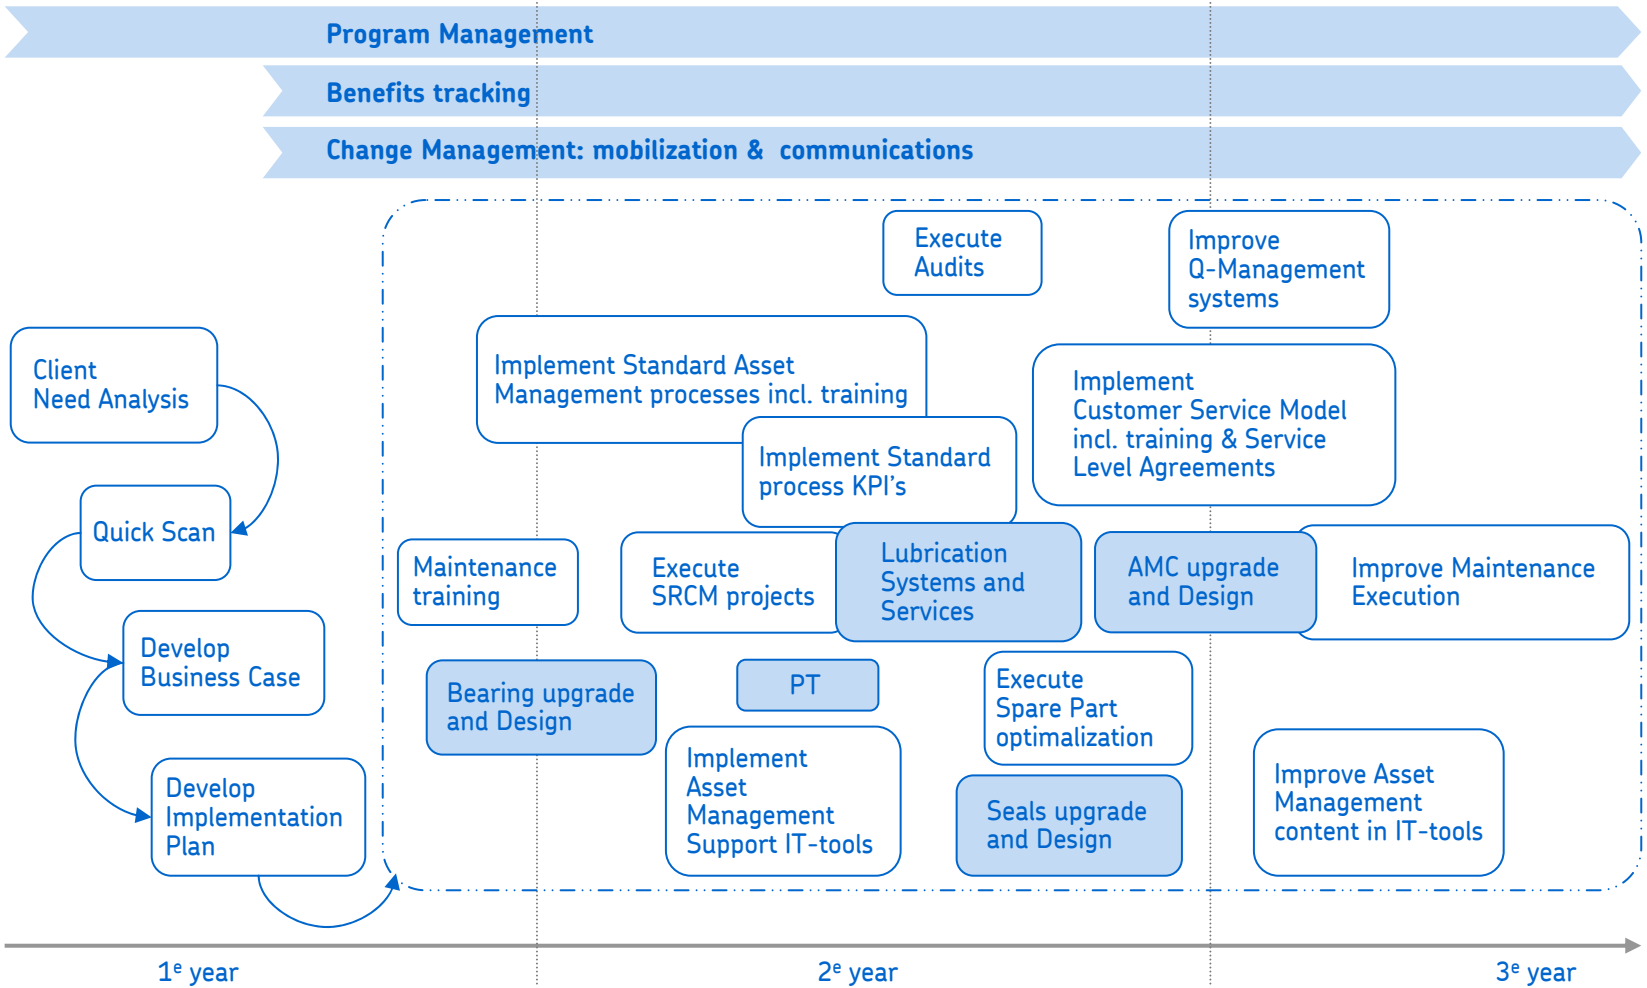 Program Management
Benefits tracking
Change Management: mobilization & communications
Execute
Audits
Improve
Q-Management
systems
Client
Need Analysis
Implement Standard Asset
Management processes incl. training
Implement
Customer Service Model
incl. training & Service
Level Agreements
Implement Standard
process KPI's
Quick Scan
Maintenance
training
Execute
SRCM projects
Lubrication
Systems and
Services
AMC upgrade
and Design
Improve Maintenance
Execution
Develop
Business Case
Bearing upgrade
and Design
PT
Execute
Spare Part
optimalization
Develop
Implementation
Plan
Implement
Asset
Management
Support IT-tools
Seals upgrade
and Design
Improve Asset
Management
content in IT-tools
1e year
2e year
3e year